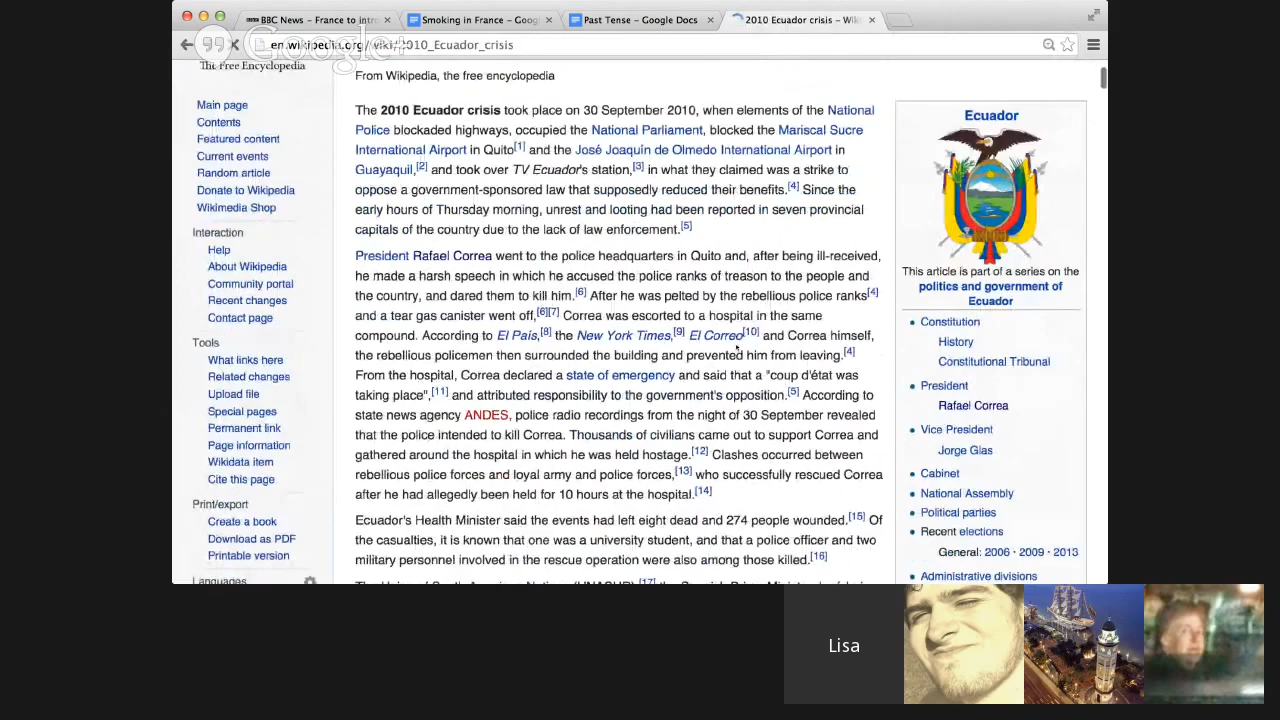 BBC News – France to intro
Smoking in France – Goog
Past Tense – Google Docs
2010 Ecuador crisis – Wiki
Google+
en.wikipedia.org/wiki/2010_Ecuador_crisis
The Free Encyclopedia
Main page
Contents
Featured content
Current events
Random article
Donate to Wikipedia
Wikimedia Shop
Interaction
Help
About Wikipedia
Community portal
Recent changes
Contact page
Tools
What links here
Related changes
Upload file
Special pages
Permanent link
Page information
Wikidata item
Cite this page
Print/export
Create a book
Download as PDF
Printable version
Languages
From Wikipedia, the free encyclopedia
The 2010 Ecuador crisis took place on 30 September 2010, when elements of the National
Police blockaded highways, occupied the National Parliament, blocked the Mariscal Sucre
International Airport in Quito[1] and the José Joaquín de Olmedo International Airport in
Guayaquil,[2] and took over TV Ecuador's station,[3] in what they claimed was a strike to
oppose a government-sponsored law that supposedly reduced their benefits.[4] Since the
early hours of Thursday morning, unrest and looting had been reported in seven provincial
capitals of the country due to the lack of law enforcement.[5]
President Rafael Correa went to the police headquarters in Quito and, after being ill-received,
he made a harsh speech in which he accused the police ranks of treason to the people and
the country, and dared them to kill him.[6] After he was pelted by the rebellious police ranks[4]
and a tear gas canister went off,[6][7] Correa was escorted to a hospital in the same
compound. According to El País,[8] the New York Times,[9] El Correo[10] and Correa himself,
the rebellious policemen then surrounded the building and prevented him from leaving.[4]
From the hospital, Correa declared a state of emergency and said that a "coup d'état was
taking place",[11] and attributed responsibility to the government's opposition.[5] According to
state news agency ANDES, police radio recordings from the night of 30 September revealed
that the police intended to kill Correa. Thousands of civilians came out to support Correa and
gathered around the hospital in which he was held hostage.[12] Clashes occurred between
rebellious police forces and loyal army and police forces,[13] who successfully rescued Correa
after he had allegedly been held for 10 hours at the hospital.[14]
Ecuador's Health Minister said the events had left eight dead and 274 people wounded.[15] Of
the casualties, it is known that one was a university student, and that a police officer and two
military personnel involved in the rescue operation were also among those killed.[16]
Ecuador
This article is part of a series on the
politics and government of
Ecuador
Constitution
History
Constitutional Tribunal
President
Rafael Correa
Vice President
Jorge Glas
Cabinet
National Assembly
Political parties
Recent elections
General: 2006 · 2009 · 2013
Administrative divisions
Lisa